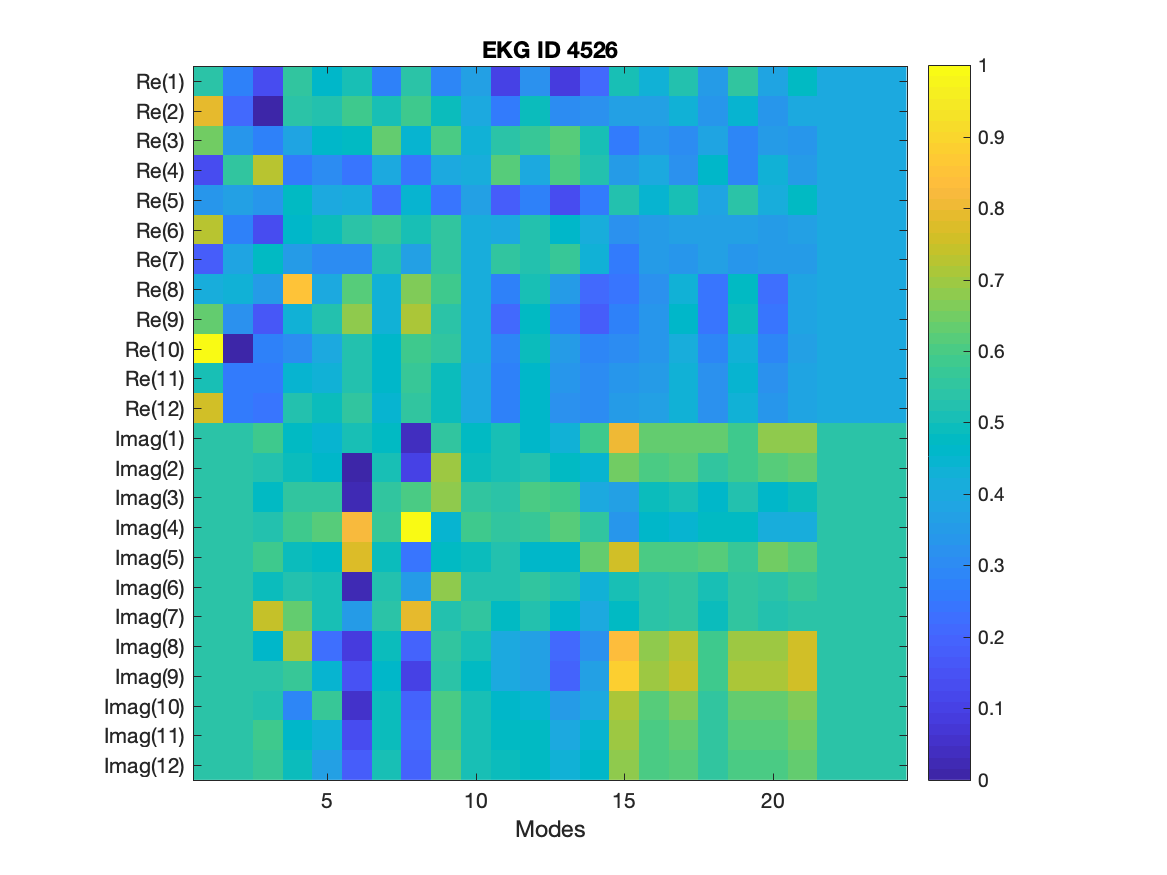 EKG ID 4526
Re(1)
Re(2)
Re(3)
Re(4)
Re(5)
Re(6)
Re(7)
Re(8)
Re(9)
Re(10)
Re(11)
Re(12)
Imag(1)
Imag(2)
Imag(3)
Imag(4)
Imag(5)
Imag(6)
Imag(7)
Imag(8)
Imag(9)
Imag(10)
Imag(11)
Imag(12)
5 10 15 20
Modes
1
0.9
0.8
0.7
0.6
0.5
0.4
0.3
0.2
0.1
0